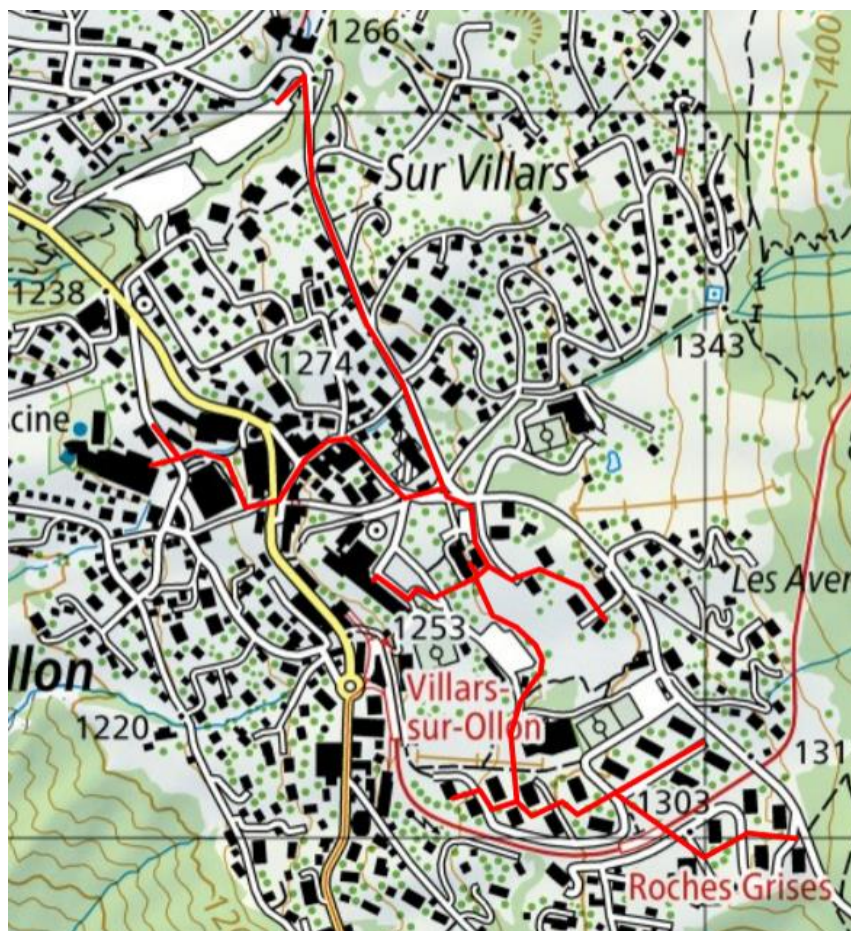 1266
1400
Sur Villars
1238
1274
1343
cine
Les Aver
1253
llon
Villars-
sur-Ollon
1220
131
1303
Roches Grises